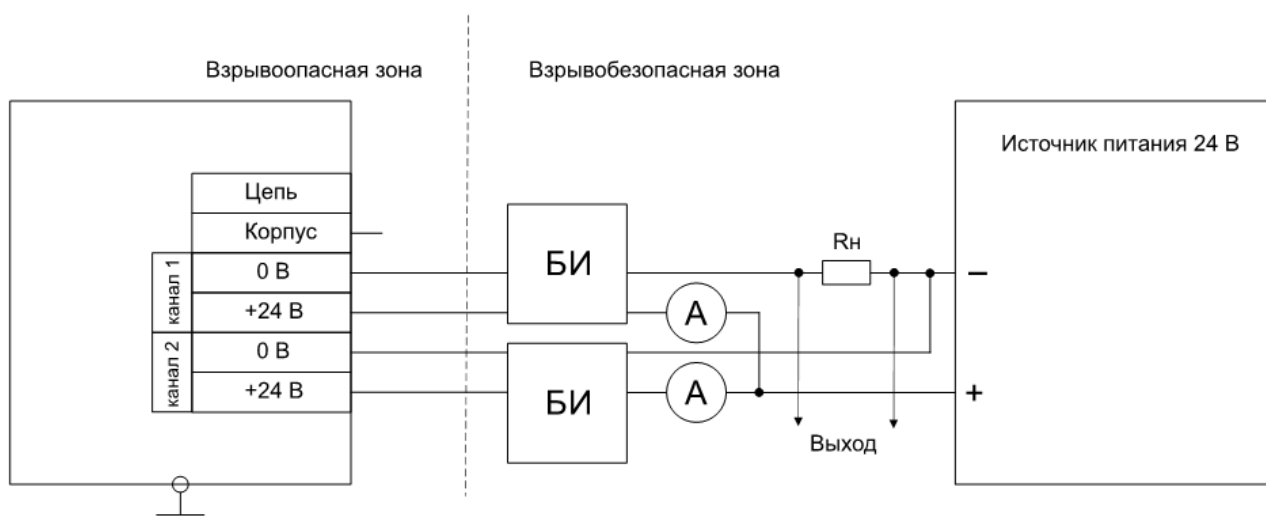 Взрывоопасная зона
Взрывобезопасная зона
Источник питания 24 В
Цепь
Корпус
канал 1
0 В
+24 В
канал 2
0 В
+24 В
БИ
БИ
А
А
Rн
−
+
Выход